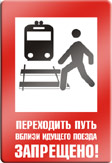 ПЕРЕХОДИТЬ ПУТЬ
ВБЛИЗИ ИДУЩЕГО ПОЕЗДА
ЗАПРЕЩЕНО!